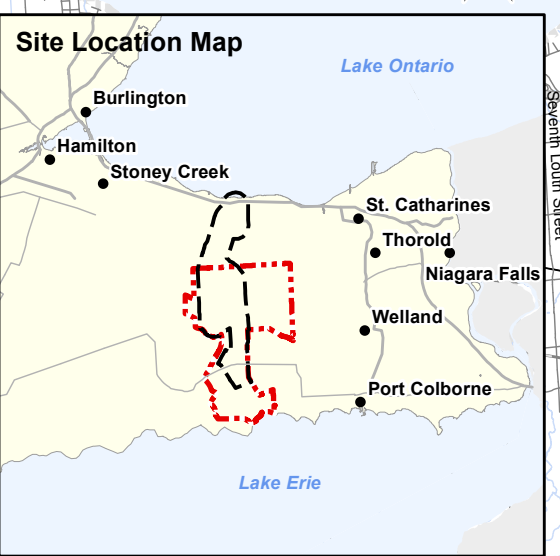 Site Location Map
Lake Ontario
Burlington
Hamilton
Stoney Creek
St. Catharines
Thorold
Niagara Falls
Welland
Port Colborne
Lake Erie
Seventh Louth Street